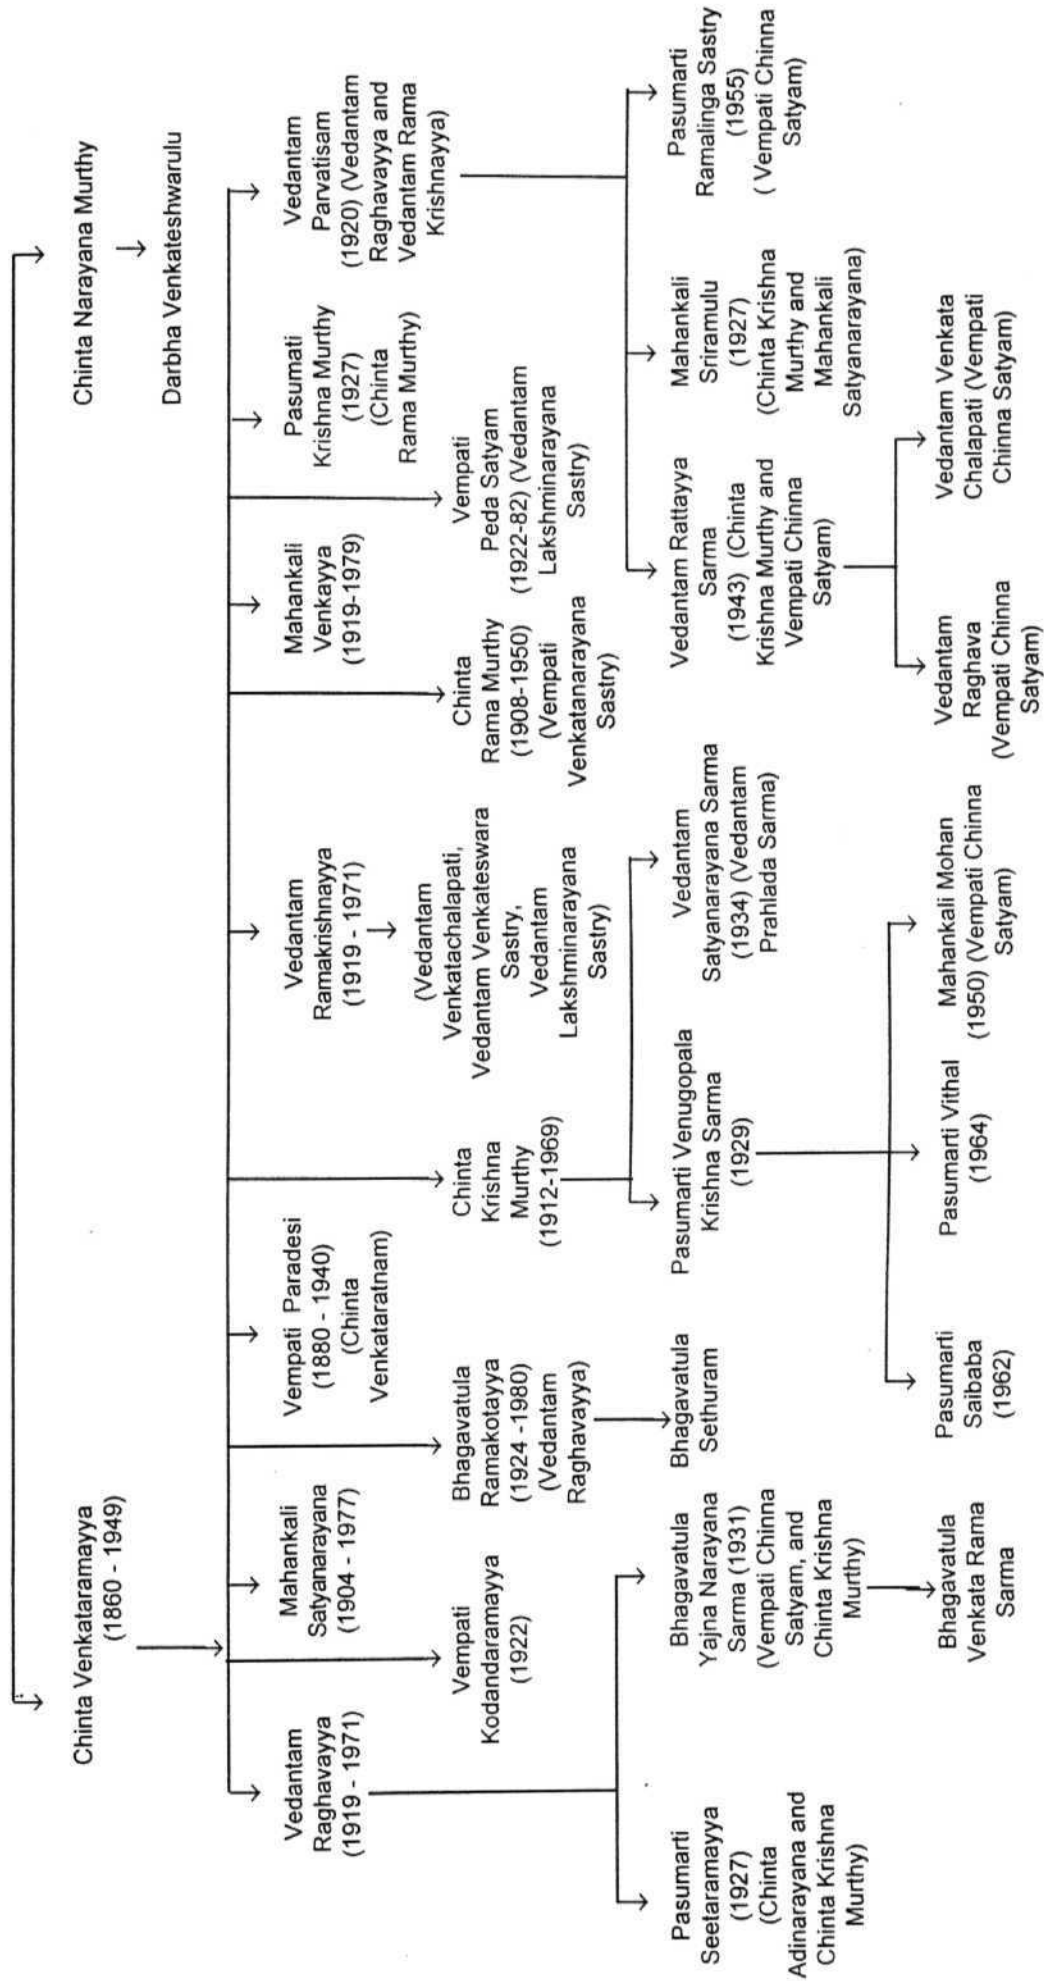 Chinta Venkataramayya
(1860 - 1949)
Chinta Narayana Murthy
Darbha Venkateshwarulu
Vedantam
Raghavayya
(1919 - 1971)
Mahankali
Satyanarayana
(1904 - 1977)
Vempati Paradesi
(1880 - 1940)
(Chinta
Venkataratnam)
Vedantam
Ramakrishnayya
(1919 - 1971)
Mahankali
Venkayya
(1919-1979)
Pasumati
Krishna Murthy
(1927)
(Chinta
Rama Murthy)
Vedantam
Parvatisam
(1920) (Vedantam
Raghavayya and
Vedantam Rama
Krishnayya)
Vempati
Kodandaramayya
(1922)
Bhagavatula
Ramakotayya
(1924 -1980)
(Vedantam
Raghavayya)
Chinta
Krishna
Murthy
(1912-1969)
(Vedantam
Venkatachalapati,
Vedantam Venkateswara
Sastry,
Vedantam
Lakshminarayana
Sastry)
Chinta
Rama Murthy
(1908-1950)
(Vempati
Venkatanarayana
Sastry)
Vempati
Peda Satyam
(1922-82) (Vedantam
Lakshminarayana
Sastry)
Pasumarti
Seetaramayya
(1927)
(Chinta
Adinarayana and
Chinta Krishna
Murthy)
Bhagavatula
Yajna Narayana
Sarma (1931)
(Vempati Chinna
Satyam, and
Chinta Krishna
Murthy)
Bhagavatula
Sethuram
Pasumarti Venugopala
Krishna Sarma
(1929)
Vedantam
Satyanarayana Sarma
(1934) (Vedantam
Prahlada Sarma)
Vedantam Rattayya
Sarma
(1943) (Chinta
Krishna Murthy and
Vempati Chinna
Satyam)
Mahankali
Sriramulu
(1927)
(Chinta Krishna
Murthy and
Mahankali
Satyanarayana)
Pasumarti
Ramalinga Sastry
(1955)
( Vempati Chinna
Satyam)
Bhagavatula
Venkata Rama
Sarma
Pasumarti
Saibaba
(1962)
Pasumarti Vithal
(1964)
Mahankali Mohan
(1950) (Vempati Chinna
Satyam)
Vedantam
Raghava
(Vempati Chinna
Satyam)
Vedantam Venkata
Chalapati (Vempati
Chinna Satyam)